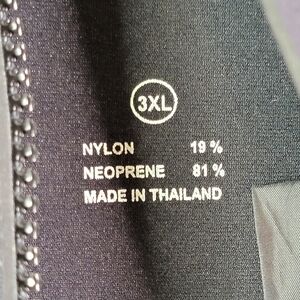 3XL
NYLON 19 %
NEOPRENE 81 %
MADE IN THAILAND